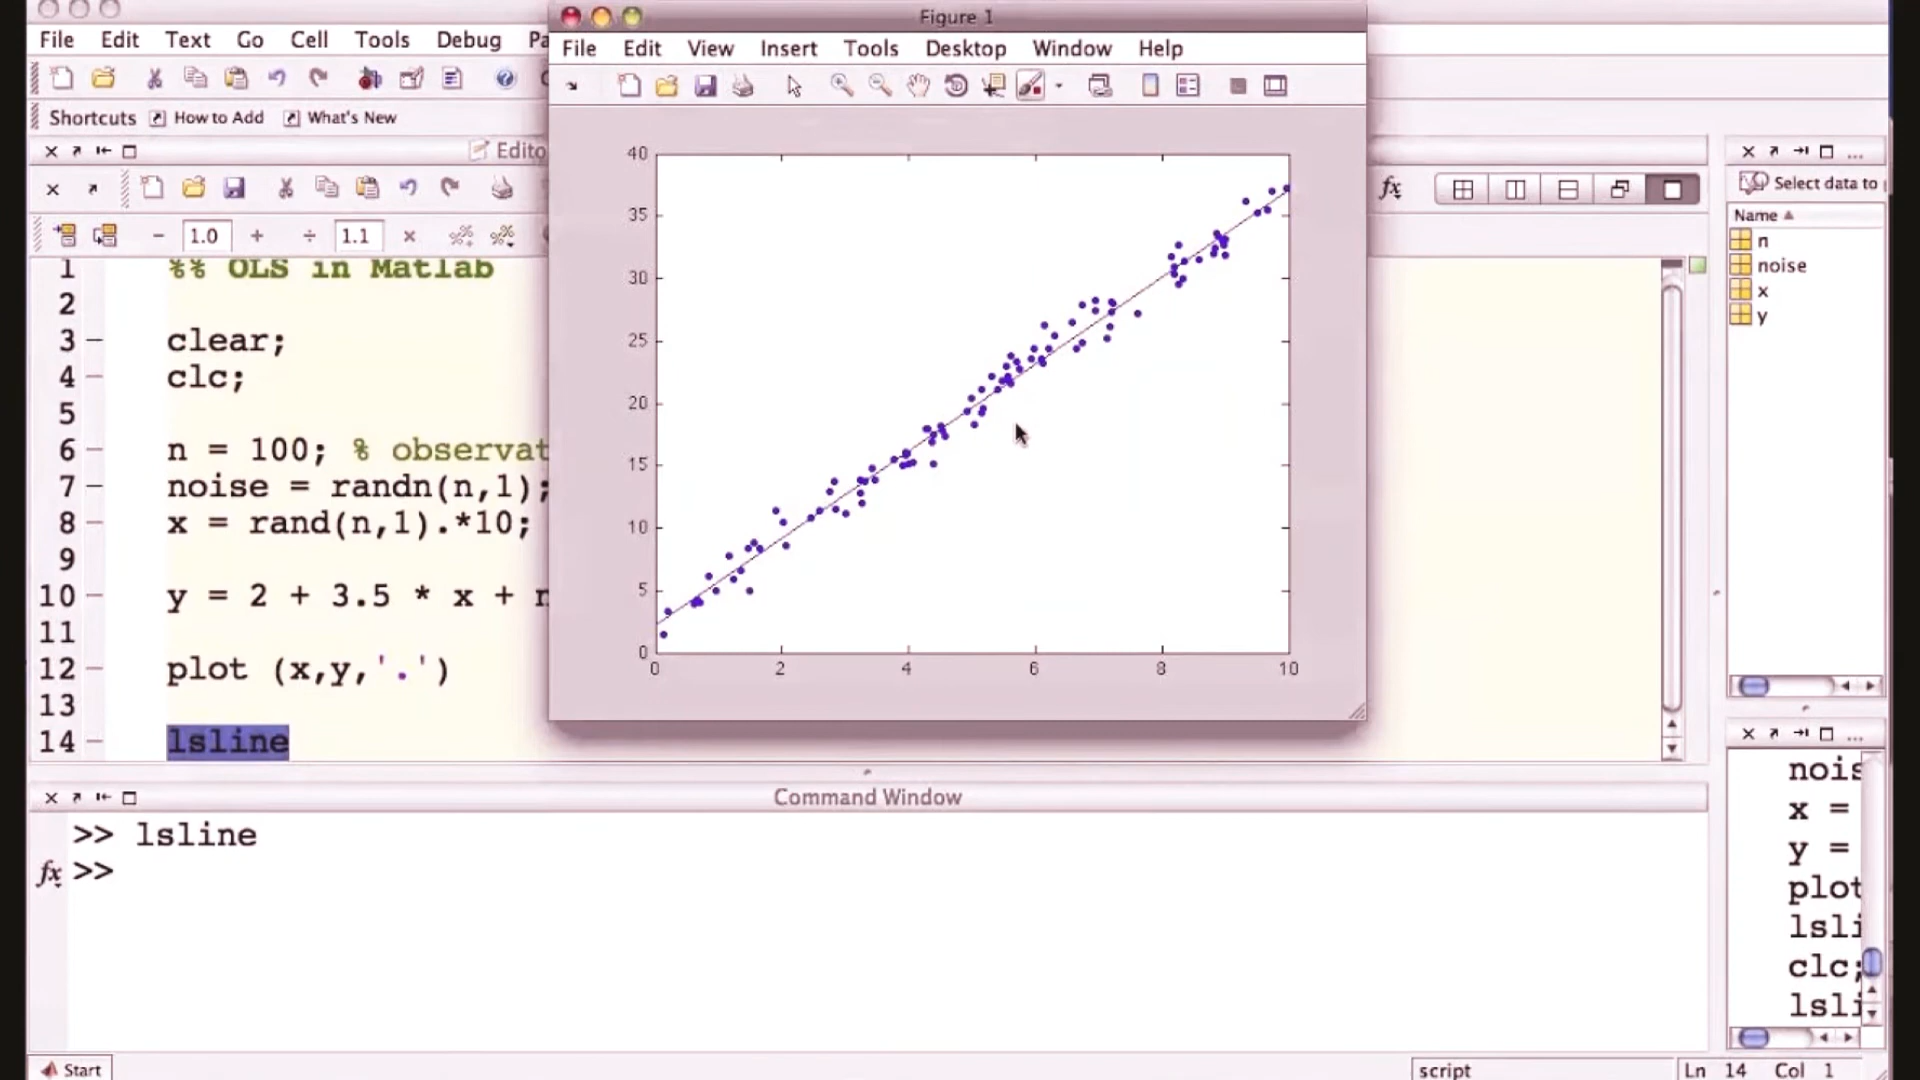 Figure 1
File Edit Text Go Cell Tools Debug
File Edit View Insert Tools Desktop Window Help
Shortcuts How to Add What's New
Select data to
Name
n
noise
x
y
1.0 1.1
1 %% OLS in Matlab
2
3 clear;
4 clc;
5
6 n = 100; % observat
7 noise = randn(n,1);
8 x = rand(n,1).*10;
9
10 y = 2 + 3.5 * x + n
11
12 plot (x,y,'.')
13
14 lsline
40
35
30
25
20
15
10
5
0
0 2 4 6 8 10
Command Window
>> lsline
fx >>
nois
x =
y =
plot
lsli
clc;
lsli
Start
script Ln 14 Col 1